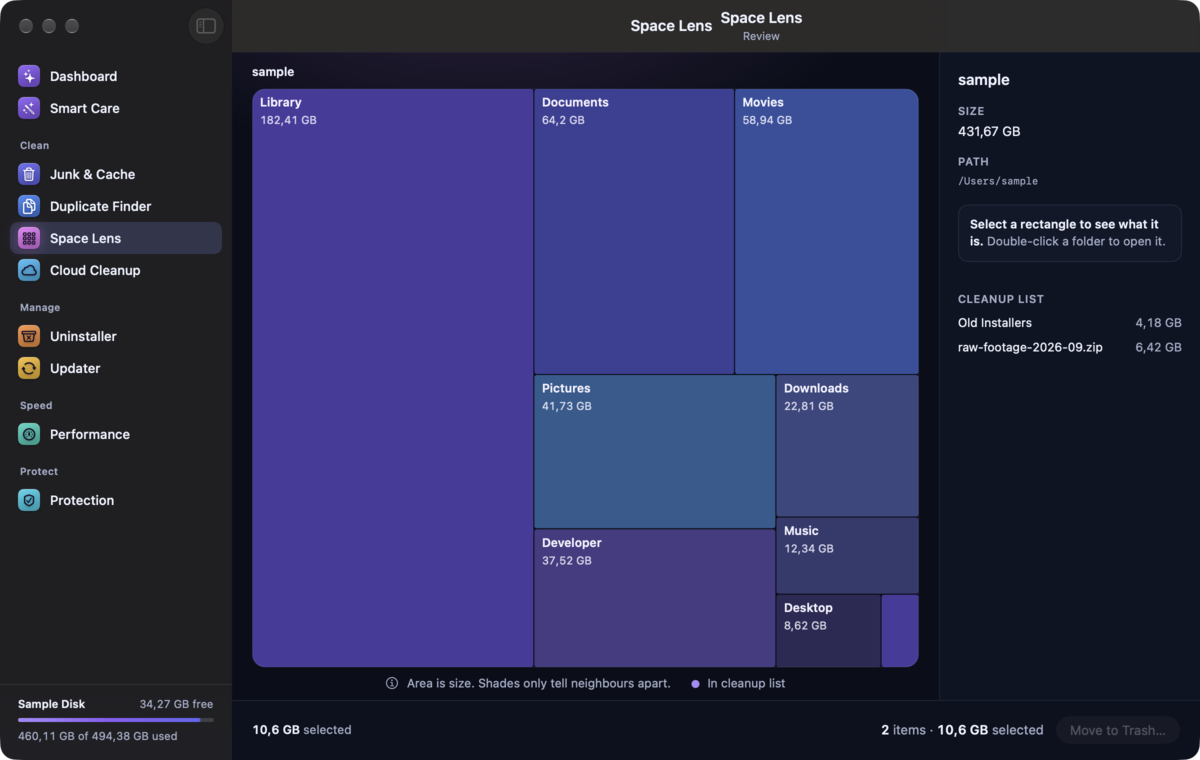 Space Lens
Space Lens
Review
Dashboard
Smart Care
Clean
Junk & Cache
Duplicate Finder
Space Lens
Cloud Cleanup
Manage
Uninstaller
Updater
Speed
Performance
Protect
Protection
Sample Disk 34,27 GB free
460,11 GB of 494,38 GB used
sample
Library
182,41 GB
Documents
64,2 GB
Movies
58,94 GB
Pictures
41,73 GB
Downloads
22,81 GB
Developer
37,52 GB
Music
12,34 GB
Desktop
8,62 GB
Area is size. Shades only tell neighbours apart.
In cleanup list
sample
SIZE
431,67 GB
PATH
/Users/sample
Select a rectangle to see what it
is. Double-click a folder to open it.
CLEANUP LIST
Old Installers 4,18 GB
raw-footage-2026-09.zip 6,42 GB
10,6 GB selected
2 items · 10,6 GB selected
Move to Trash…